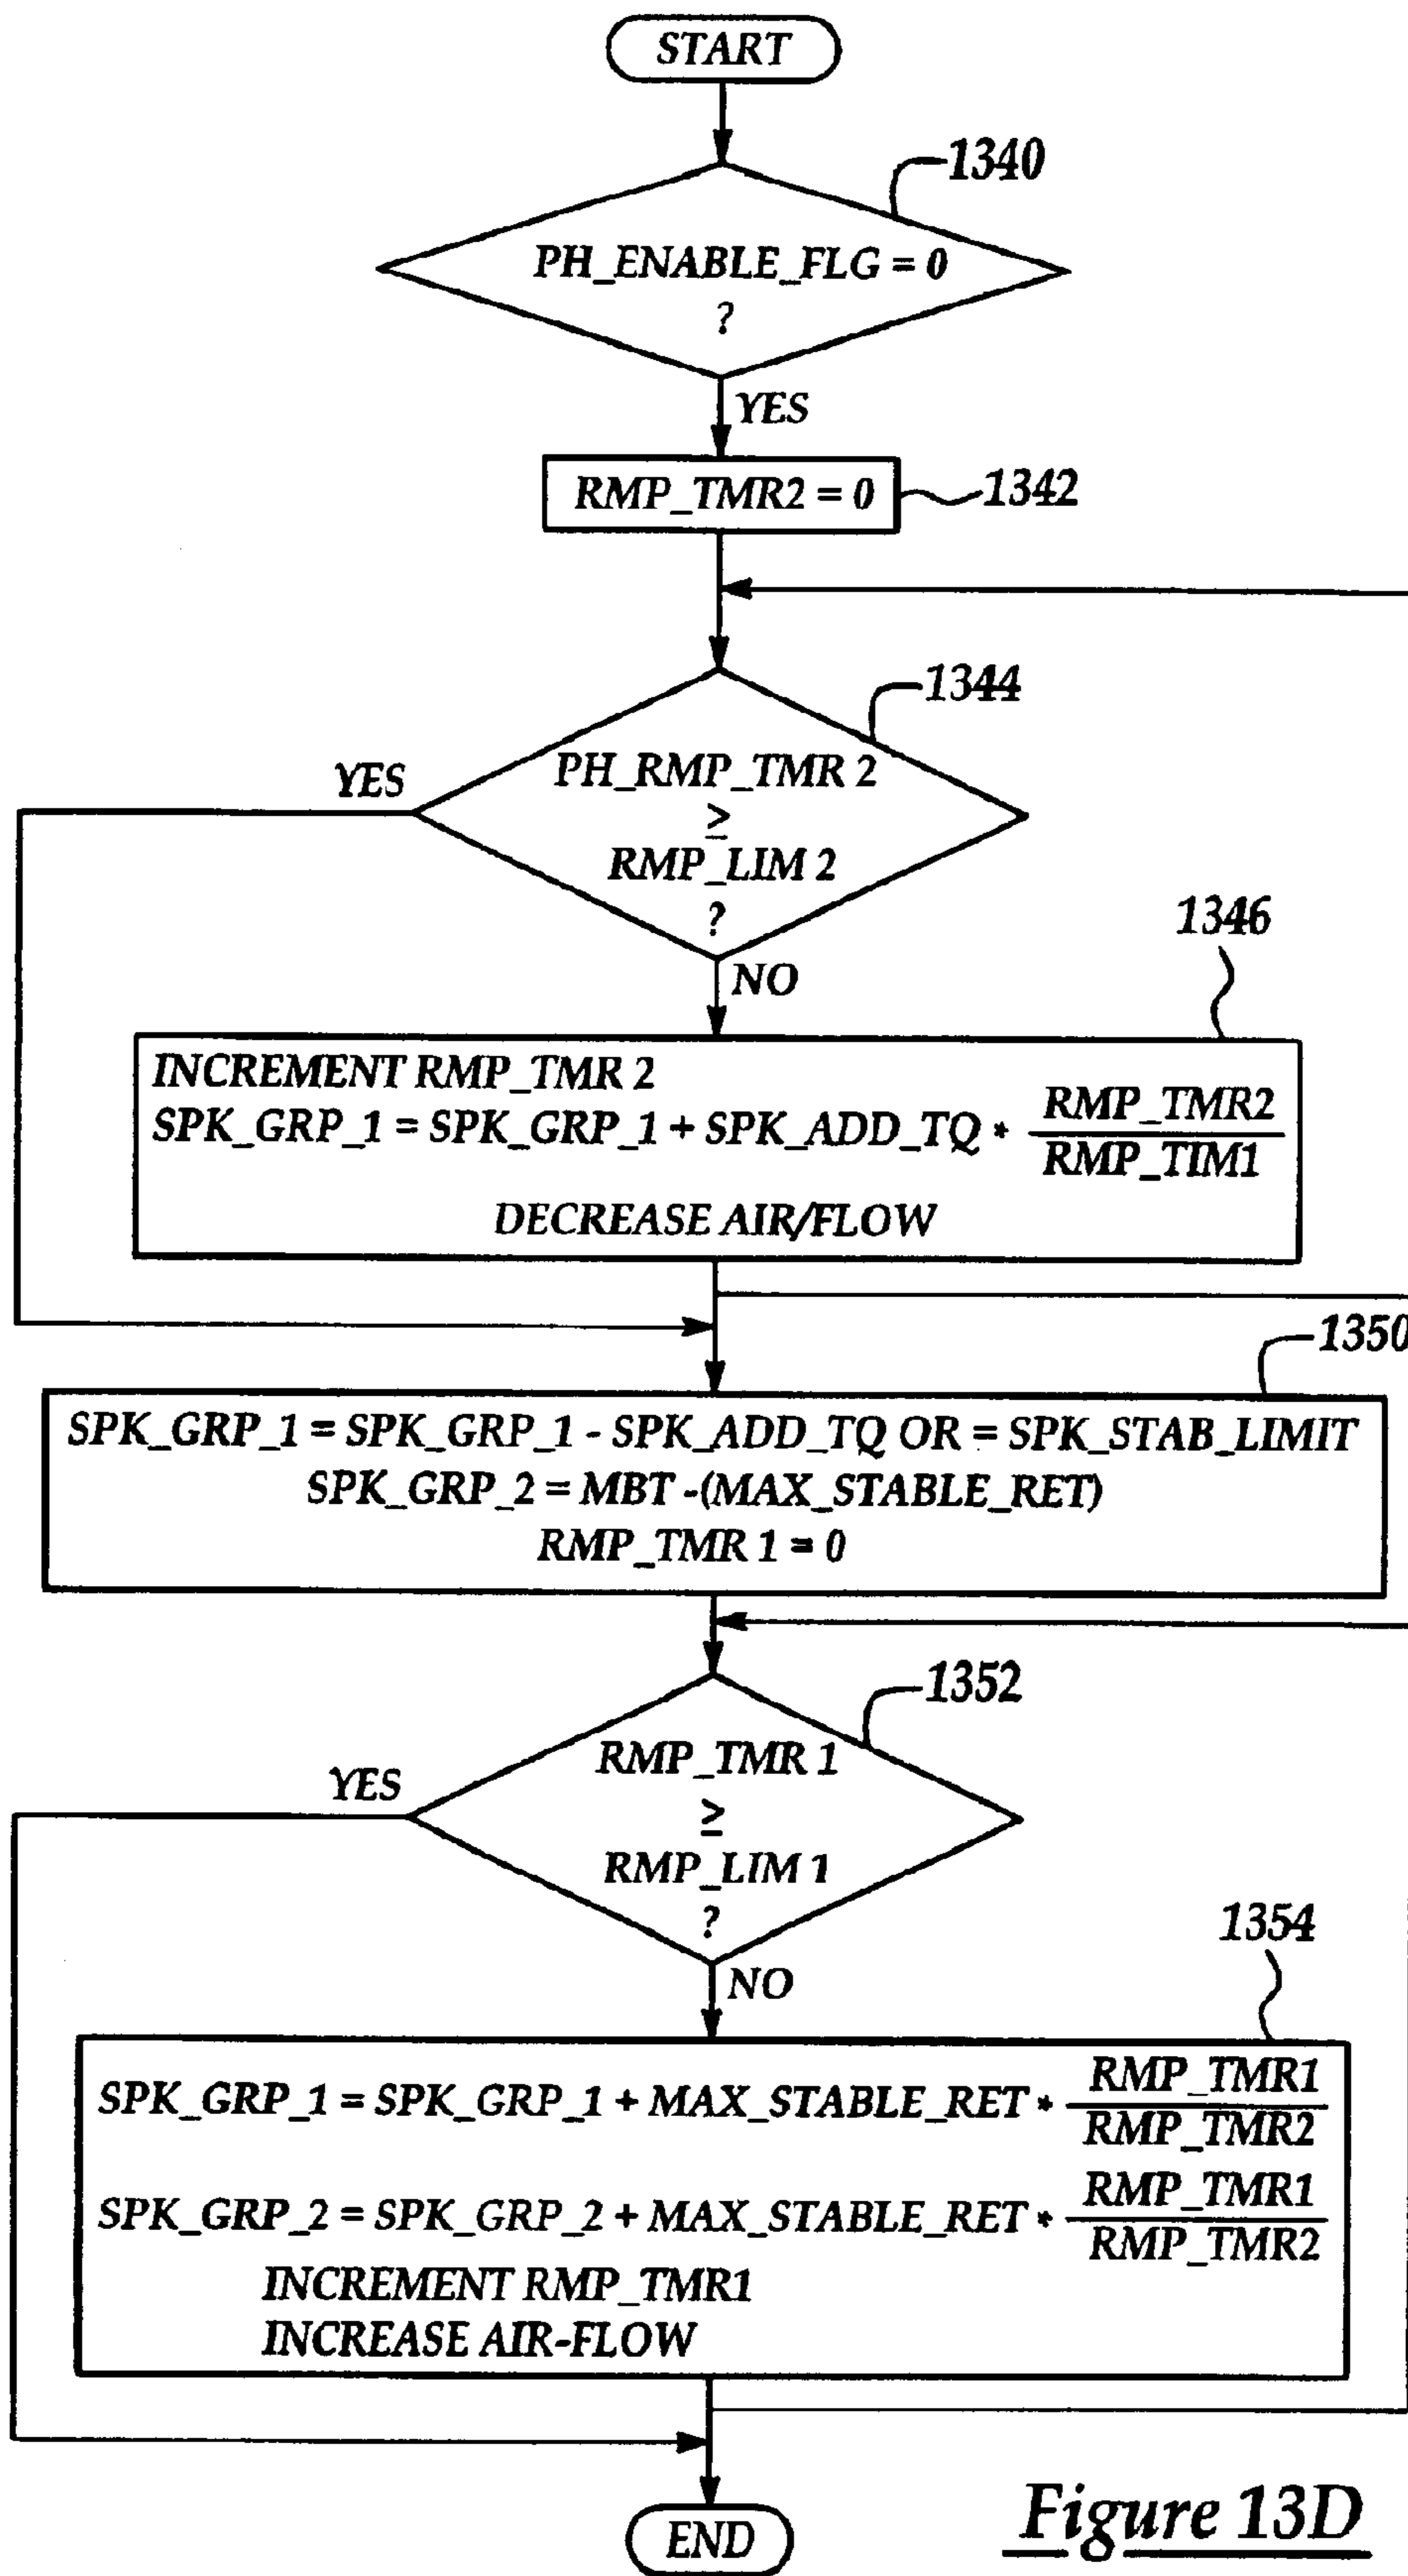 START
1340
PH_ENABLE_FLG = 0
?
YES
RMP_TMR2 = 0
1342
1344
YES
PH_RMP_TMR 2
≥
RMP_LIM 2
?
NO
1346
INCREMENT RMP_TMR 2
SPK_GRP_1 = SPK_GRP_1 + SPK_ADD_TQ * RMP_TMR2
RMP_TIM1
DECREASE AIR/FLOW
1350
SPK_GRP_1 = SPK_GRP_1 - SPK_ADD_TQ OR = SPK_STAB_LIMIT
SPK_GRP_2 = MBT -(MAX_STABLE_RET)
RMP_TMR 1 = 0
1352
YES
RMP_TMR 1
≥
RMP_LIM 1
?
NO
1354
SPK_GRP_1 = SPK_GRP_1 + MAX_STABLE_RET * RMP_TMR1
RMP_TMR2
SPK_GRP_2 = SPK_GRP_2 + MAX_STABLE_RET * RMP_TMR1
RMP_TMR2
INCREMENT RMP_TMR1
INCREASE AIR-FLOW
END
Figure 13D